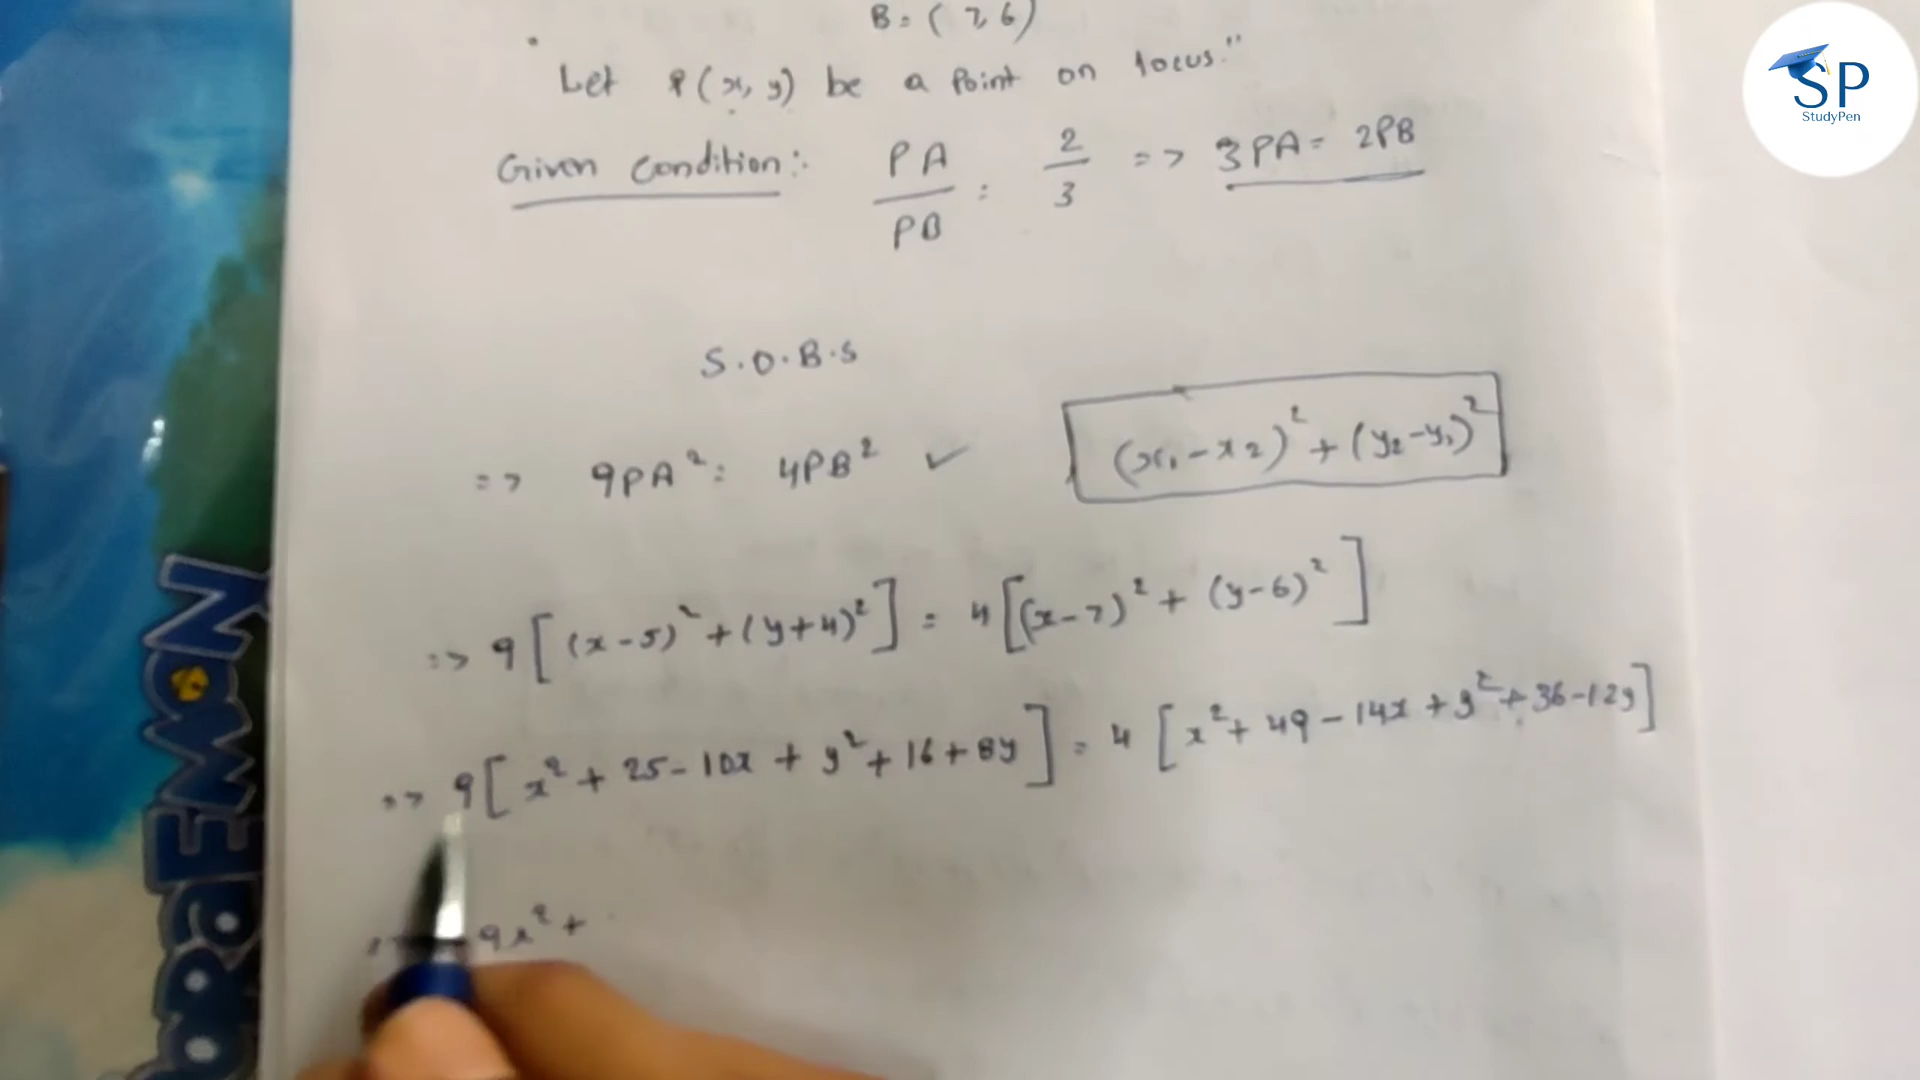 B = (7, 6)
SP
StudyPen
Let P(x, y) be a Point on locus."
Given Condition:- PA/PB = 2/3 => 3PA = 2PB
S.O.B.S
=> 9PA² = 4PB² ✓ (x₁-x₂)² + (y₂-y₁)²
=> 9[(x-5)² + (y+4)²] = 4[(x-7)² + (y-6)²]
=> 9[x² + 25 - 10x + y² + 16 + 8y] = 4[x² + 49 - 14x + y² + 36 - 12y]
9x² +
DORAEMON